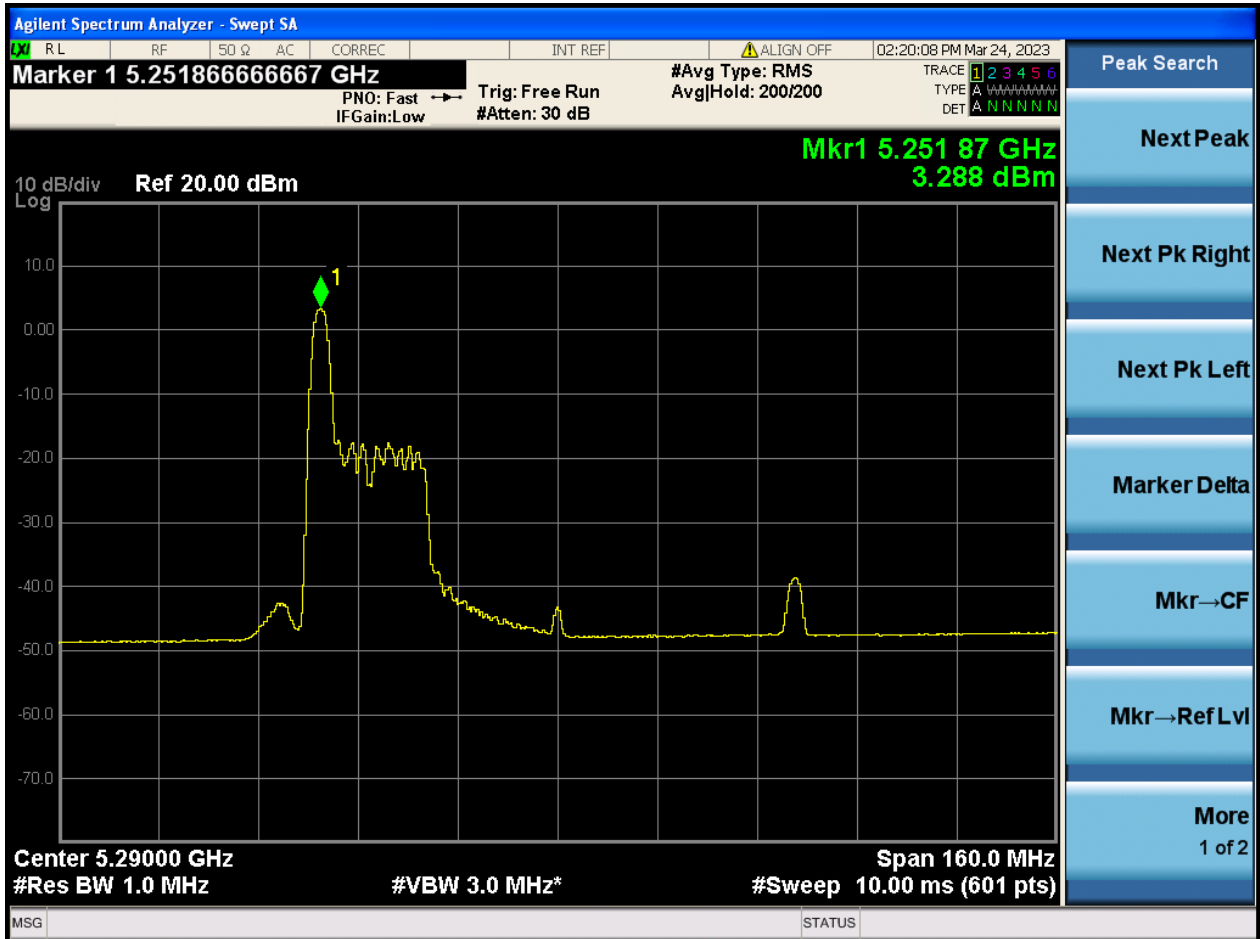 Agilent Spectrum Analyzer - Swept SA
LXI RL RF 50 Ω AC CORREC INT REF ALIGN OFF 02:20:08 PM Mar 24, 2023
Marker 1 5.251866666667 GHz
PNO: Fast
IFGain:Low
Trig: Free Run
#Atten: 30 dB
#Avg Type: RMS
Avg|Hold: 200/200
TRACE 1 2 3 4 5 6
TYPE A WWWWW
DET A N N N N N
Mkr1 5.251 87 GHz
3.288 dBm
10 dB/div Ref 20.00 dBm
Log
10.0
0.00
-10.0
-20.0
-30.0
-40.0
-50.0
-60.0
-70.0
1
Center 5.29000 GHz Span 160.0 MHz
#Res BW 1.0 MHz #VBW 3.0 MHz* #Sweep 10.00 ms (601 pts)
MSG STATUS
Peak Search
Next Peak
Next Pk Right
Next Pk Left
Marker Delta
Mkr→CF
Mkr→Ref Lvl
More
1 of 2